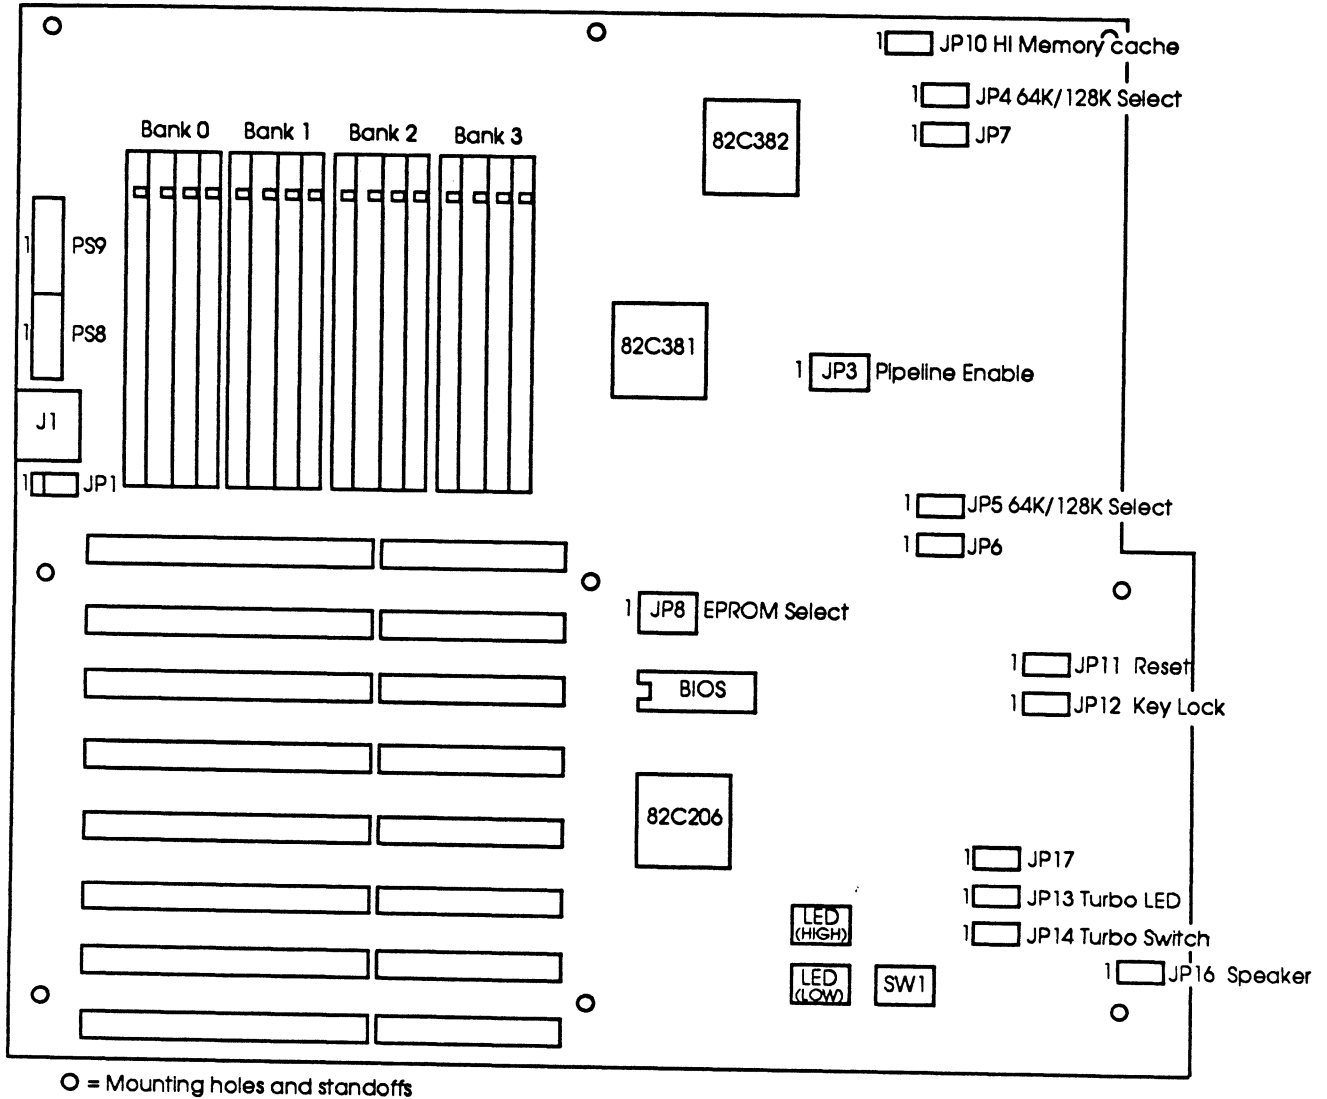 1 JP10 HI Memory cache
1 JP4 64K/128K Select
1 JP7
Bank 0 Bank 1 Bank 2 Bank 3
82C382
1 PS9
1 PS8
82C381
1 JP3 Pipeline Enable
J1
1 JP1
1 JP5 64K/128K Select
1 JP6
1 JP8 EPROM Select
1 JP11 Reset
BIOS
1 JP12 Key Lock
82C206
1 JP17
1 JP13 Turbo LED
LED
(HIGH)
1 JP14 Turbo Switch
1 JP16 Speaker
LED
(LOW)
SW1
= Mounting holes and standoffs